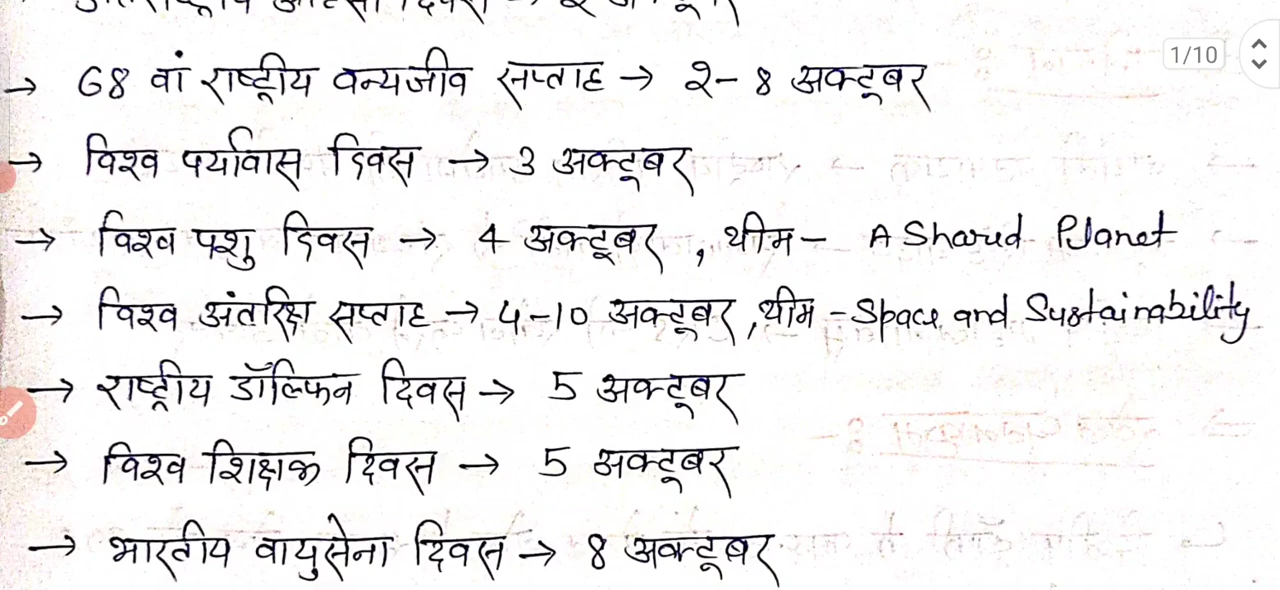 → 68 वां राष्ट्रीय वन्यजीव सप्ताह → 2-8 अक्टूबर
1/10
→ विश्व पर्यावास दिवस → 3 अक्टूबर
→ विश्व पशु दिवस → 4 अक्टूबर, थीम - A Shared Planet
→ विश्व अंतरिक्ष सप्ताह → 4-10 अक्टूबर, थीम - Space and Sustainability
→ राष्ट्रीय डॉल्फिन दिवस → 5 अक्टूबर
→ विश्व शिक्षक दिवस → 5 अक्टूबर
→ भारतीय वायुसेना दिवस → 8 अक्टूबर